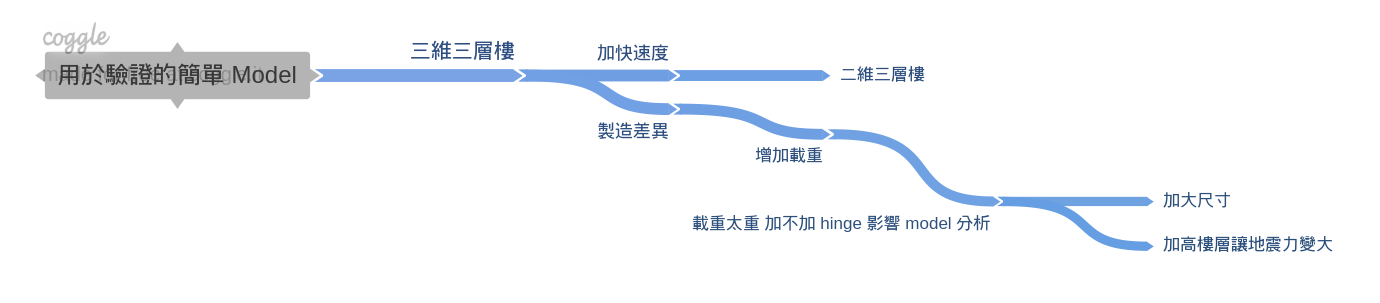 coggle
用於驗證的簡單 Model
三維三層樓
加快速度
二維三層樓
製造差異
增加載重
載重太重 加不加 hinge 影響 model 分析
加大尺寸
加高樓層讓地震力變大